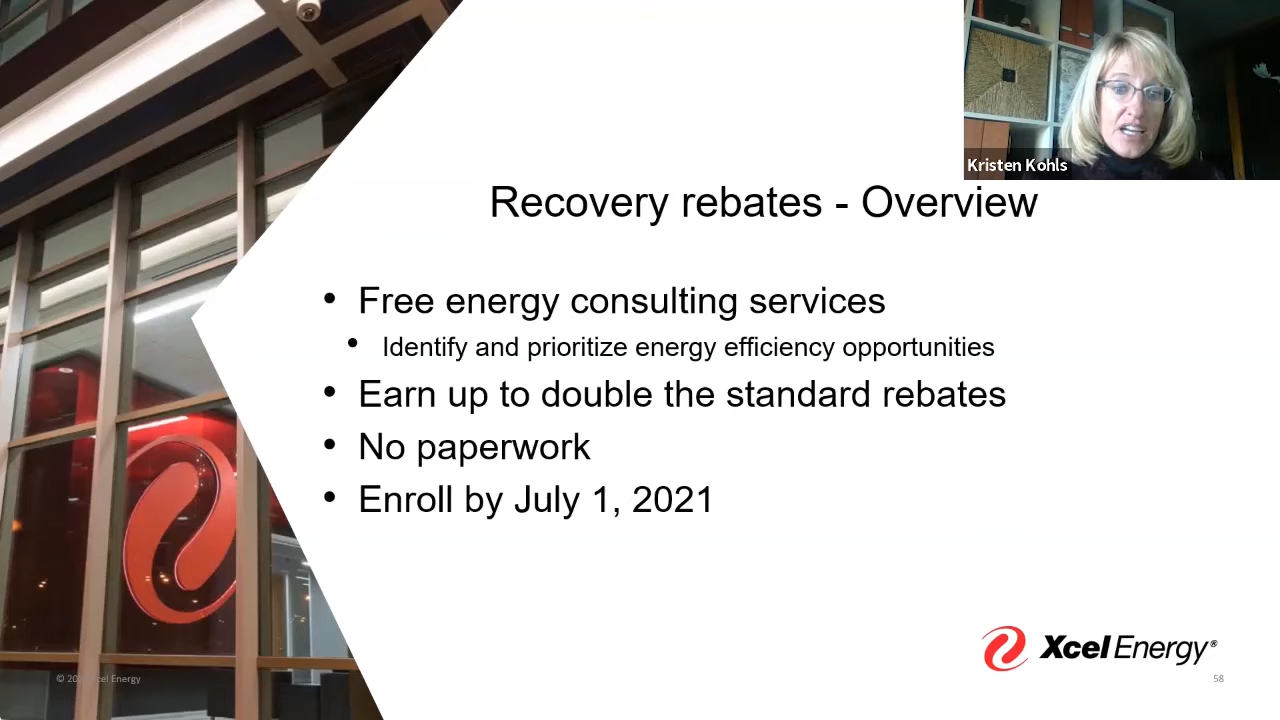 Kristen Kohls
Recovery rebates - Overview
• Free energy consulting services
• Identify and prioritize energy efficiency opportunities
• Earn up to double the standard rebates
• No paperwork
• Enroll by July 1, 2021
Xcel Energy®
© Energy
58